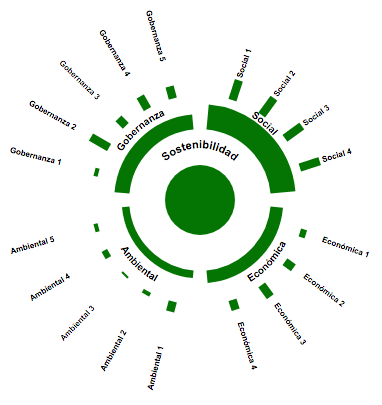 Sostenibilidad
Social
Social 1
Social 2
Social 3
Social 4
Económica
Económica 1
Económica 2
Económica 3
Económica 4
Ambiental
Ambiental 1
Ambiental 2
Ambiental 3
Ambiental 4
Ambiental 5
Gobernanza
Gobernanza 1
Gobernanza 2
Gobernanza 3
Gobernanza 4
Gobernanza 5